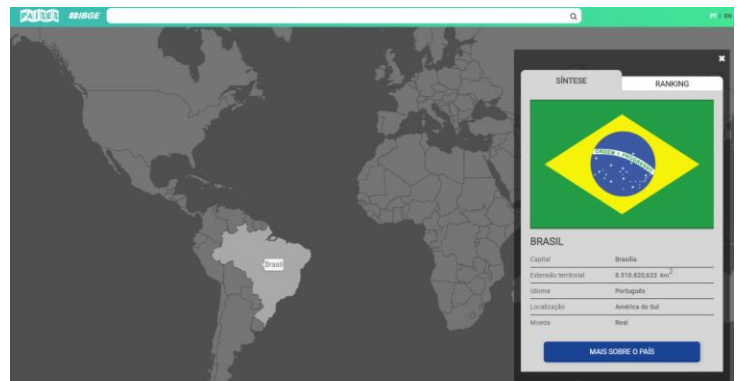 PAÍSES IBGE PT | EN
SÍNTESE RANKING
ORDEM E PROGRESSO
BRASIL
Capital Brasília
Extensão territorial 8.510.820,623 Km2
Idioma Português
Localização América do Sul
Moeda Real
MAIS SOBRE O PAÍS
Brasil